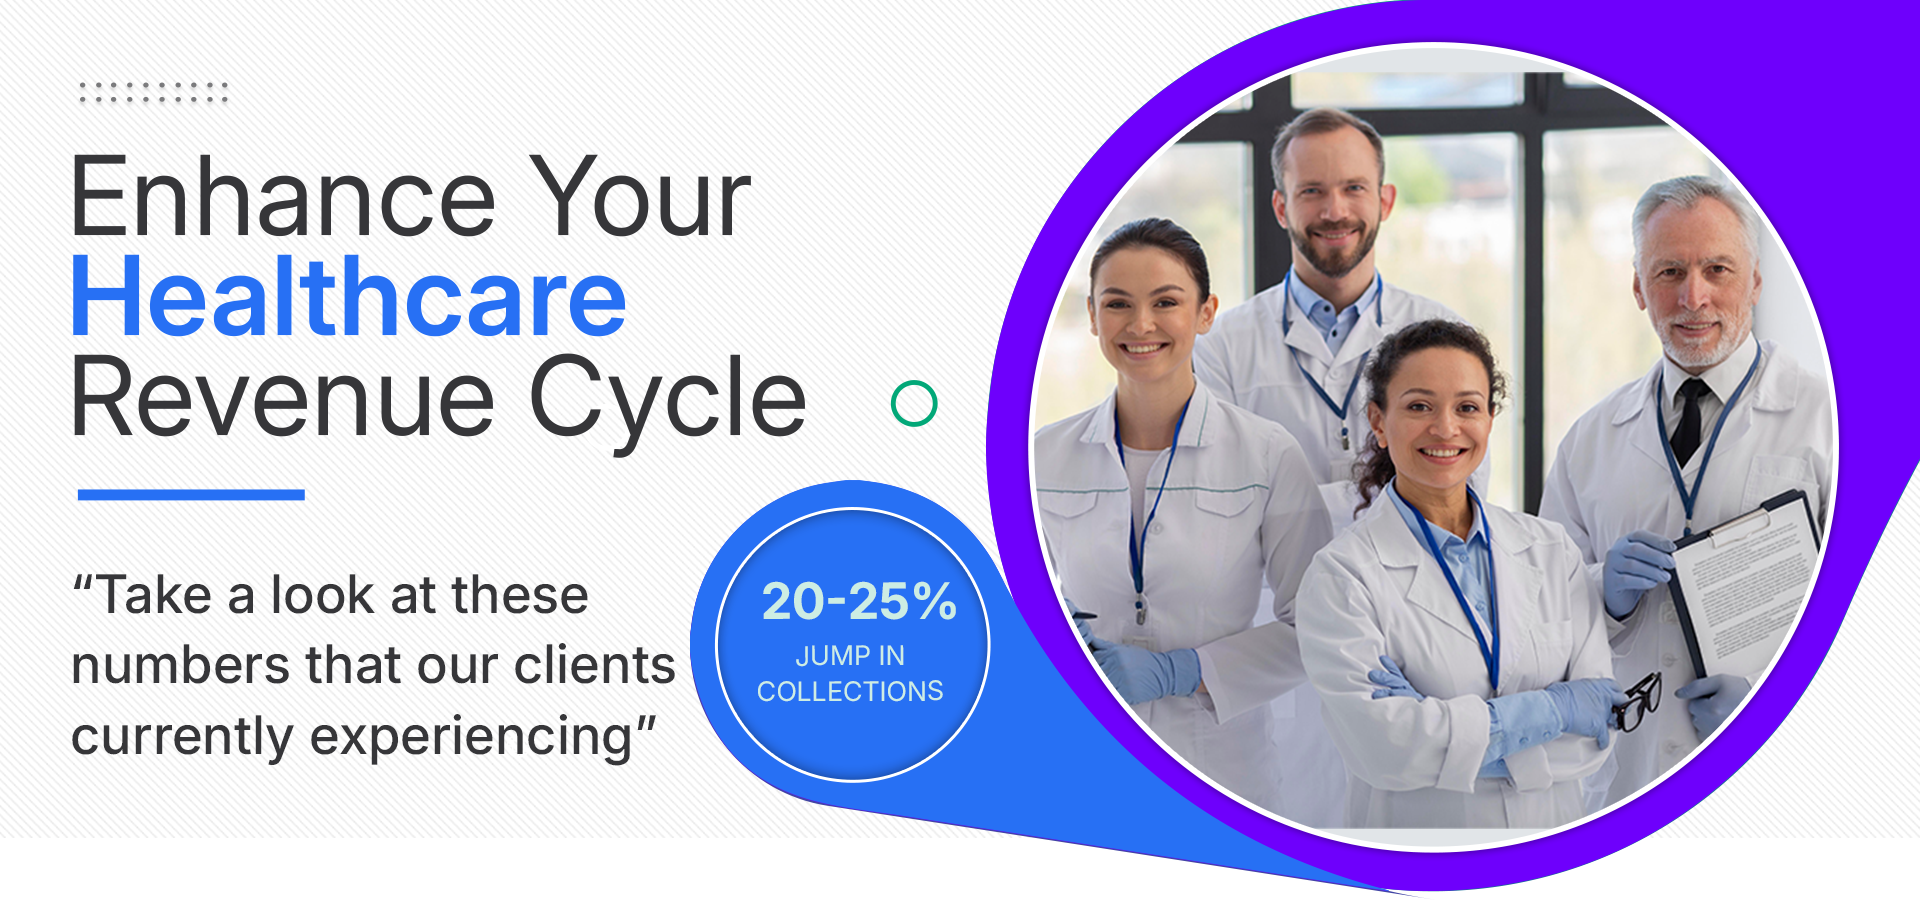 Enhance Your
Healthcare
Revenue Cycle
“Take a look at these
numbers that our clients
currently experiencing”
20-25%
JUMP IN
COLLECTIONS